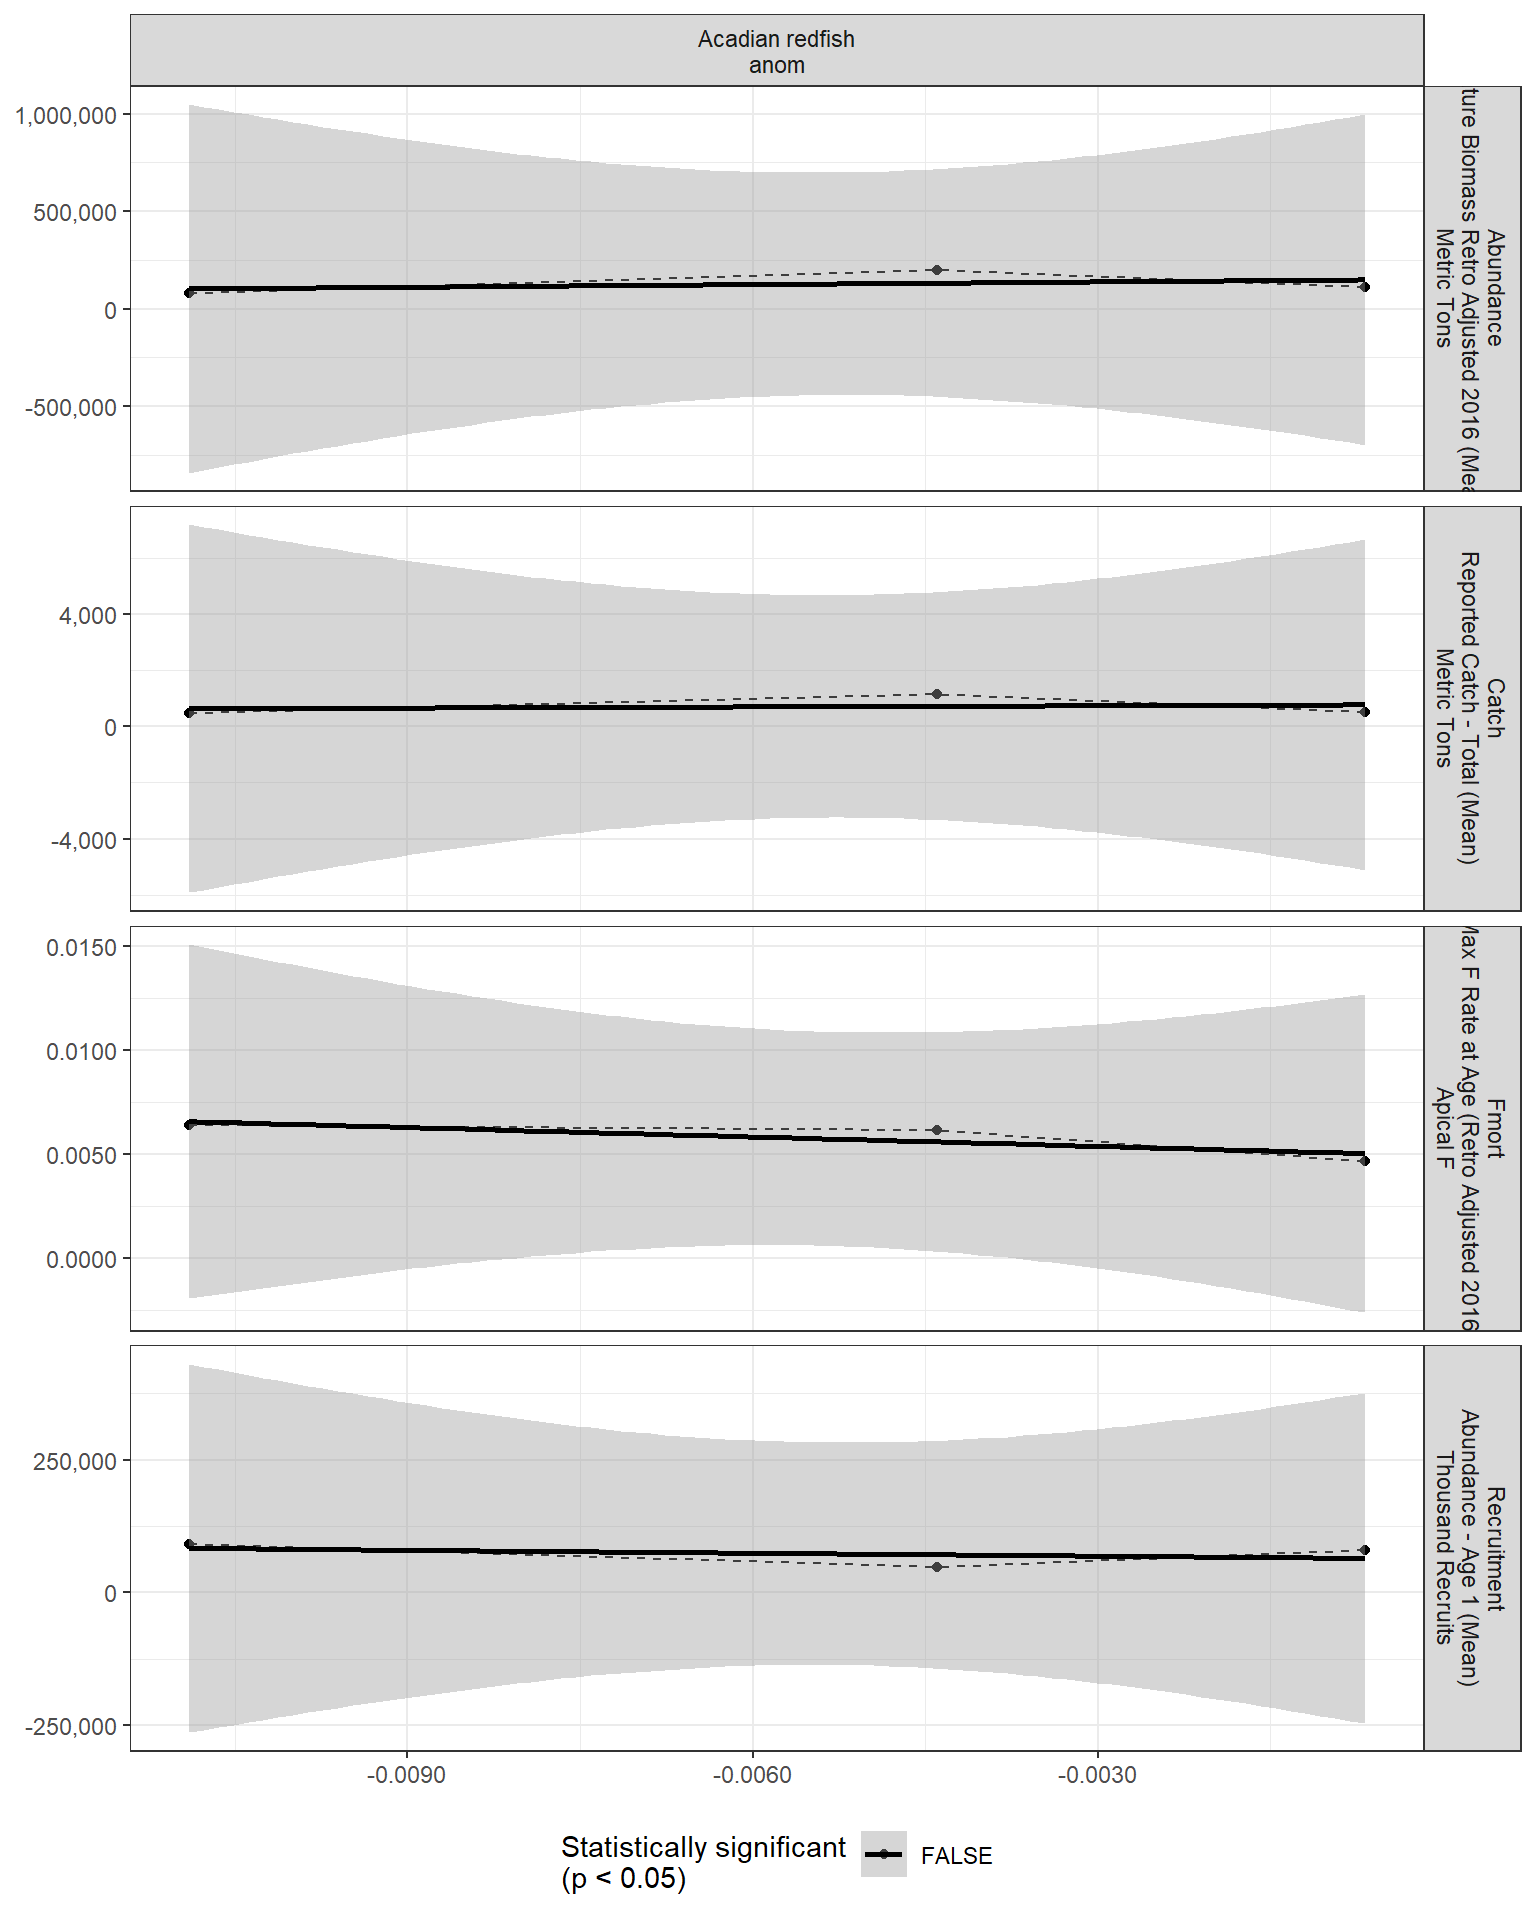 Acadian redfish
anom
1,000,000
500,000
0
-500,000
Abundance
Biomass Retro Adjusted 2016
Metric Tons
4,000
0
-4,000
Catch
Reported Catch - Total (Mean)
Metric Tons
0.0150
0.0100
0.0050
0.0000
Fmort
F Rate at Age (Retro Adjusted 2016
Apical F
250,000
0
-250,000
Recruitment
Abundance - Age 1 (Mean)
Thousand Recruits
-0.0090
-0.0060
-0.0030
Statistically significant
(p < 0.05)
FALSE